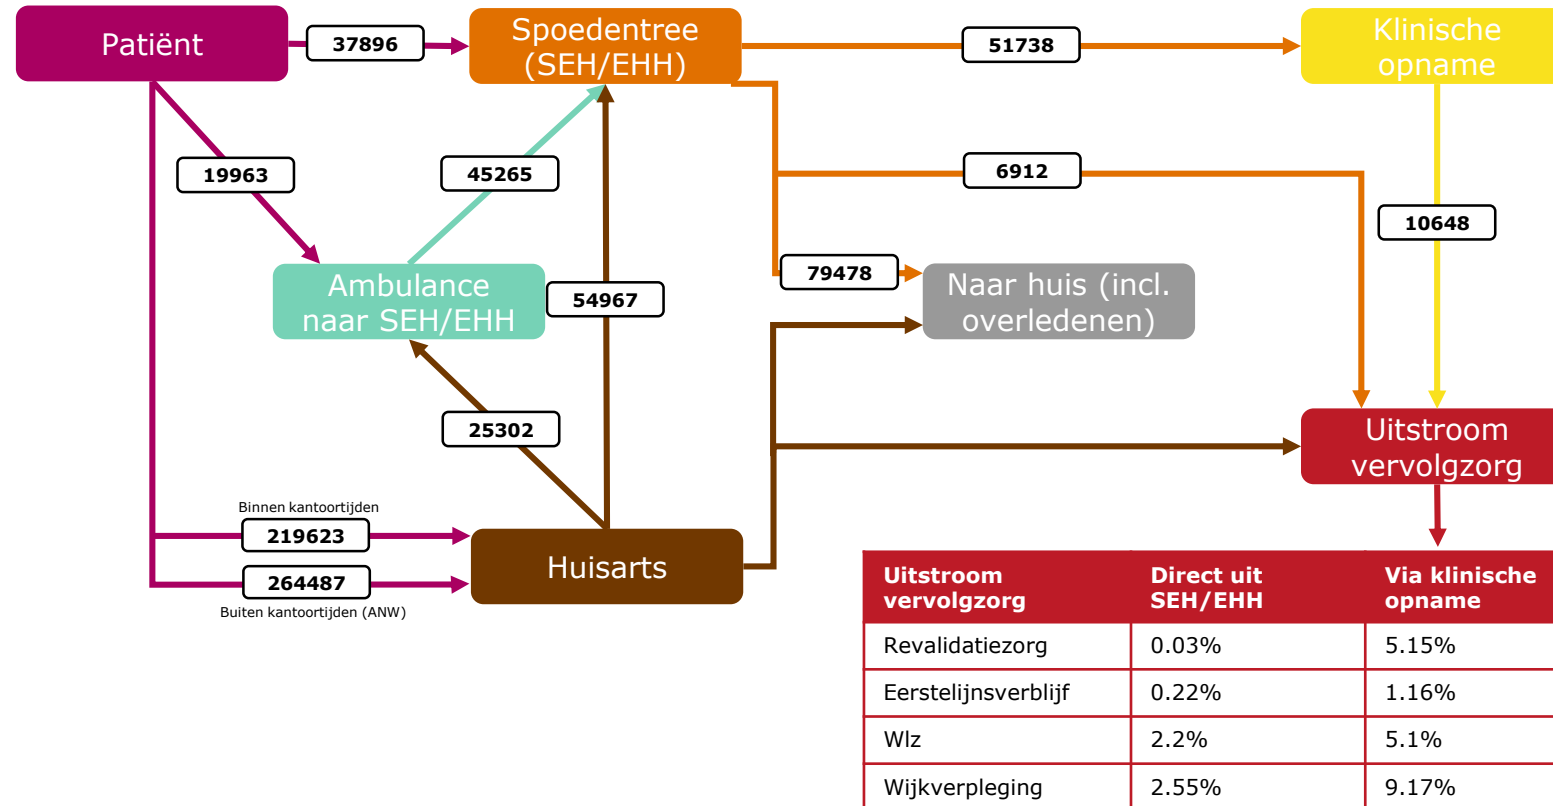 Patiënt
37896
Spoedentree
(SEH/EHH)
51738
Klinische
opname
19963
45265
6912
10648
Ambulance
naar SEH/EHH
54967
79478
Naar huis (incl.
overledenen)
25302
Uitstroom
vervolgzorg
Binnen kantoortijden
219623
264487
Buiten kantoortijden (ANW)
Huisarts
Uitstroom
vervolgzorg
Direct uit
SEH/EHH
Via klinische
opname
Revalidatiezorg
0.03%
5.15%
Eerstelijnsverblijf
0.22%
1.16%
Wlz
2.2%
5.1%
Wijkverpleging
2.55%
9.17%